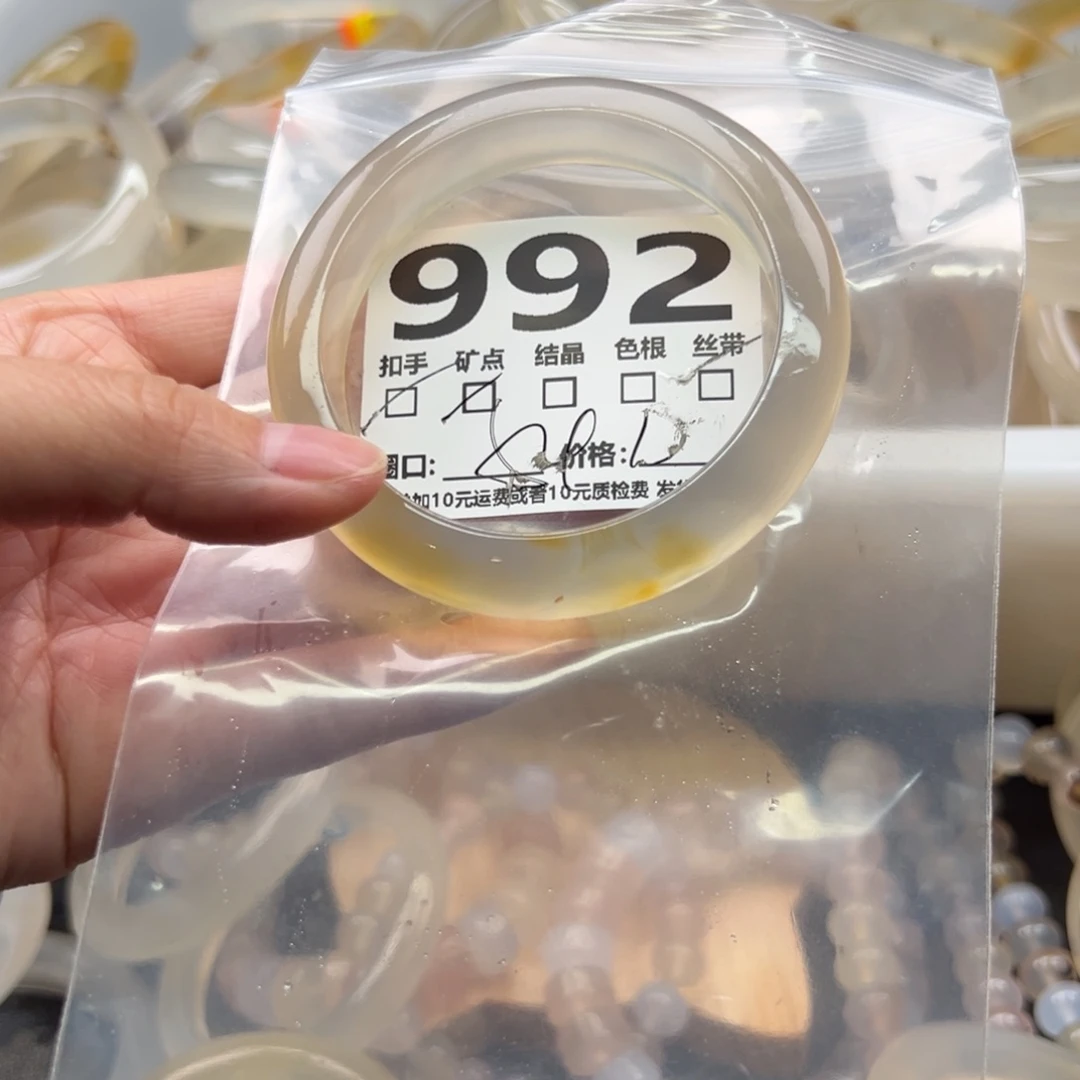 992
扣手 矿点 结晶 色根 丝带
圈口: 价格:
加10元运费或者10元质检费